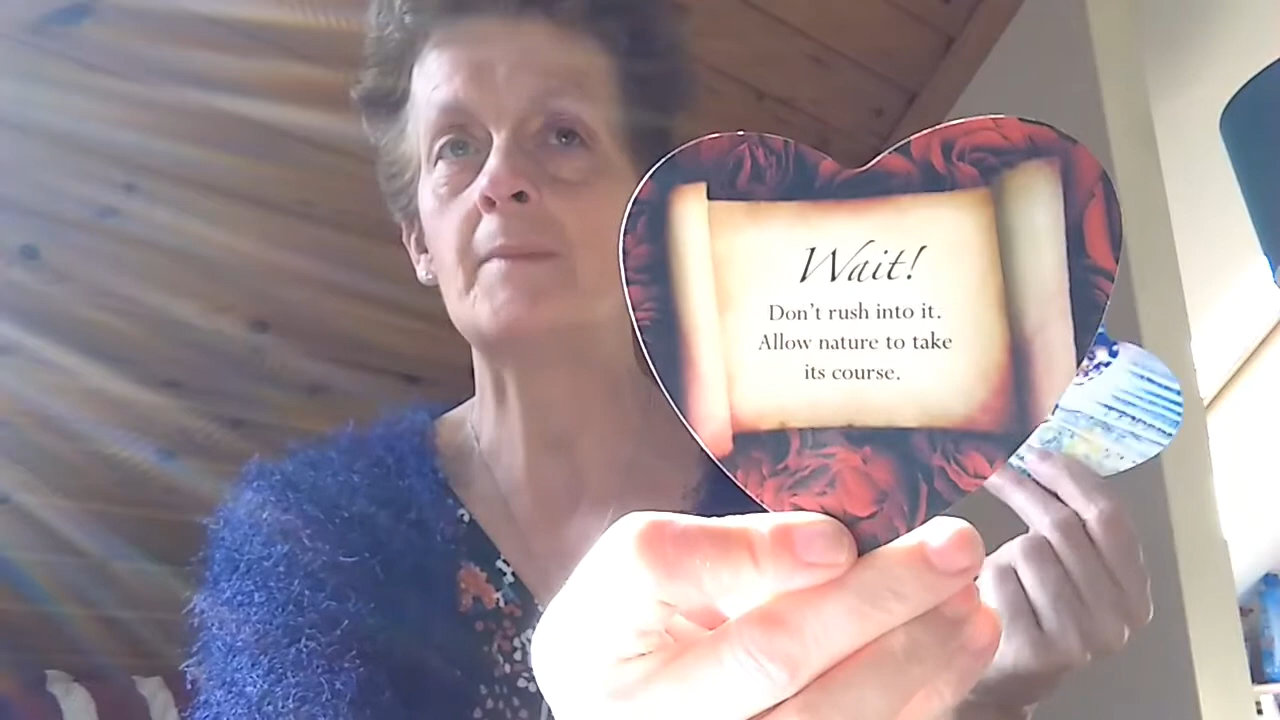 Wait!
Don't rush into it.
Allow nature to take
its course.